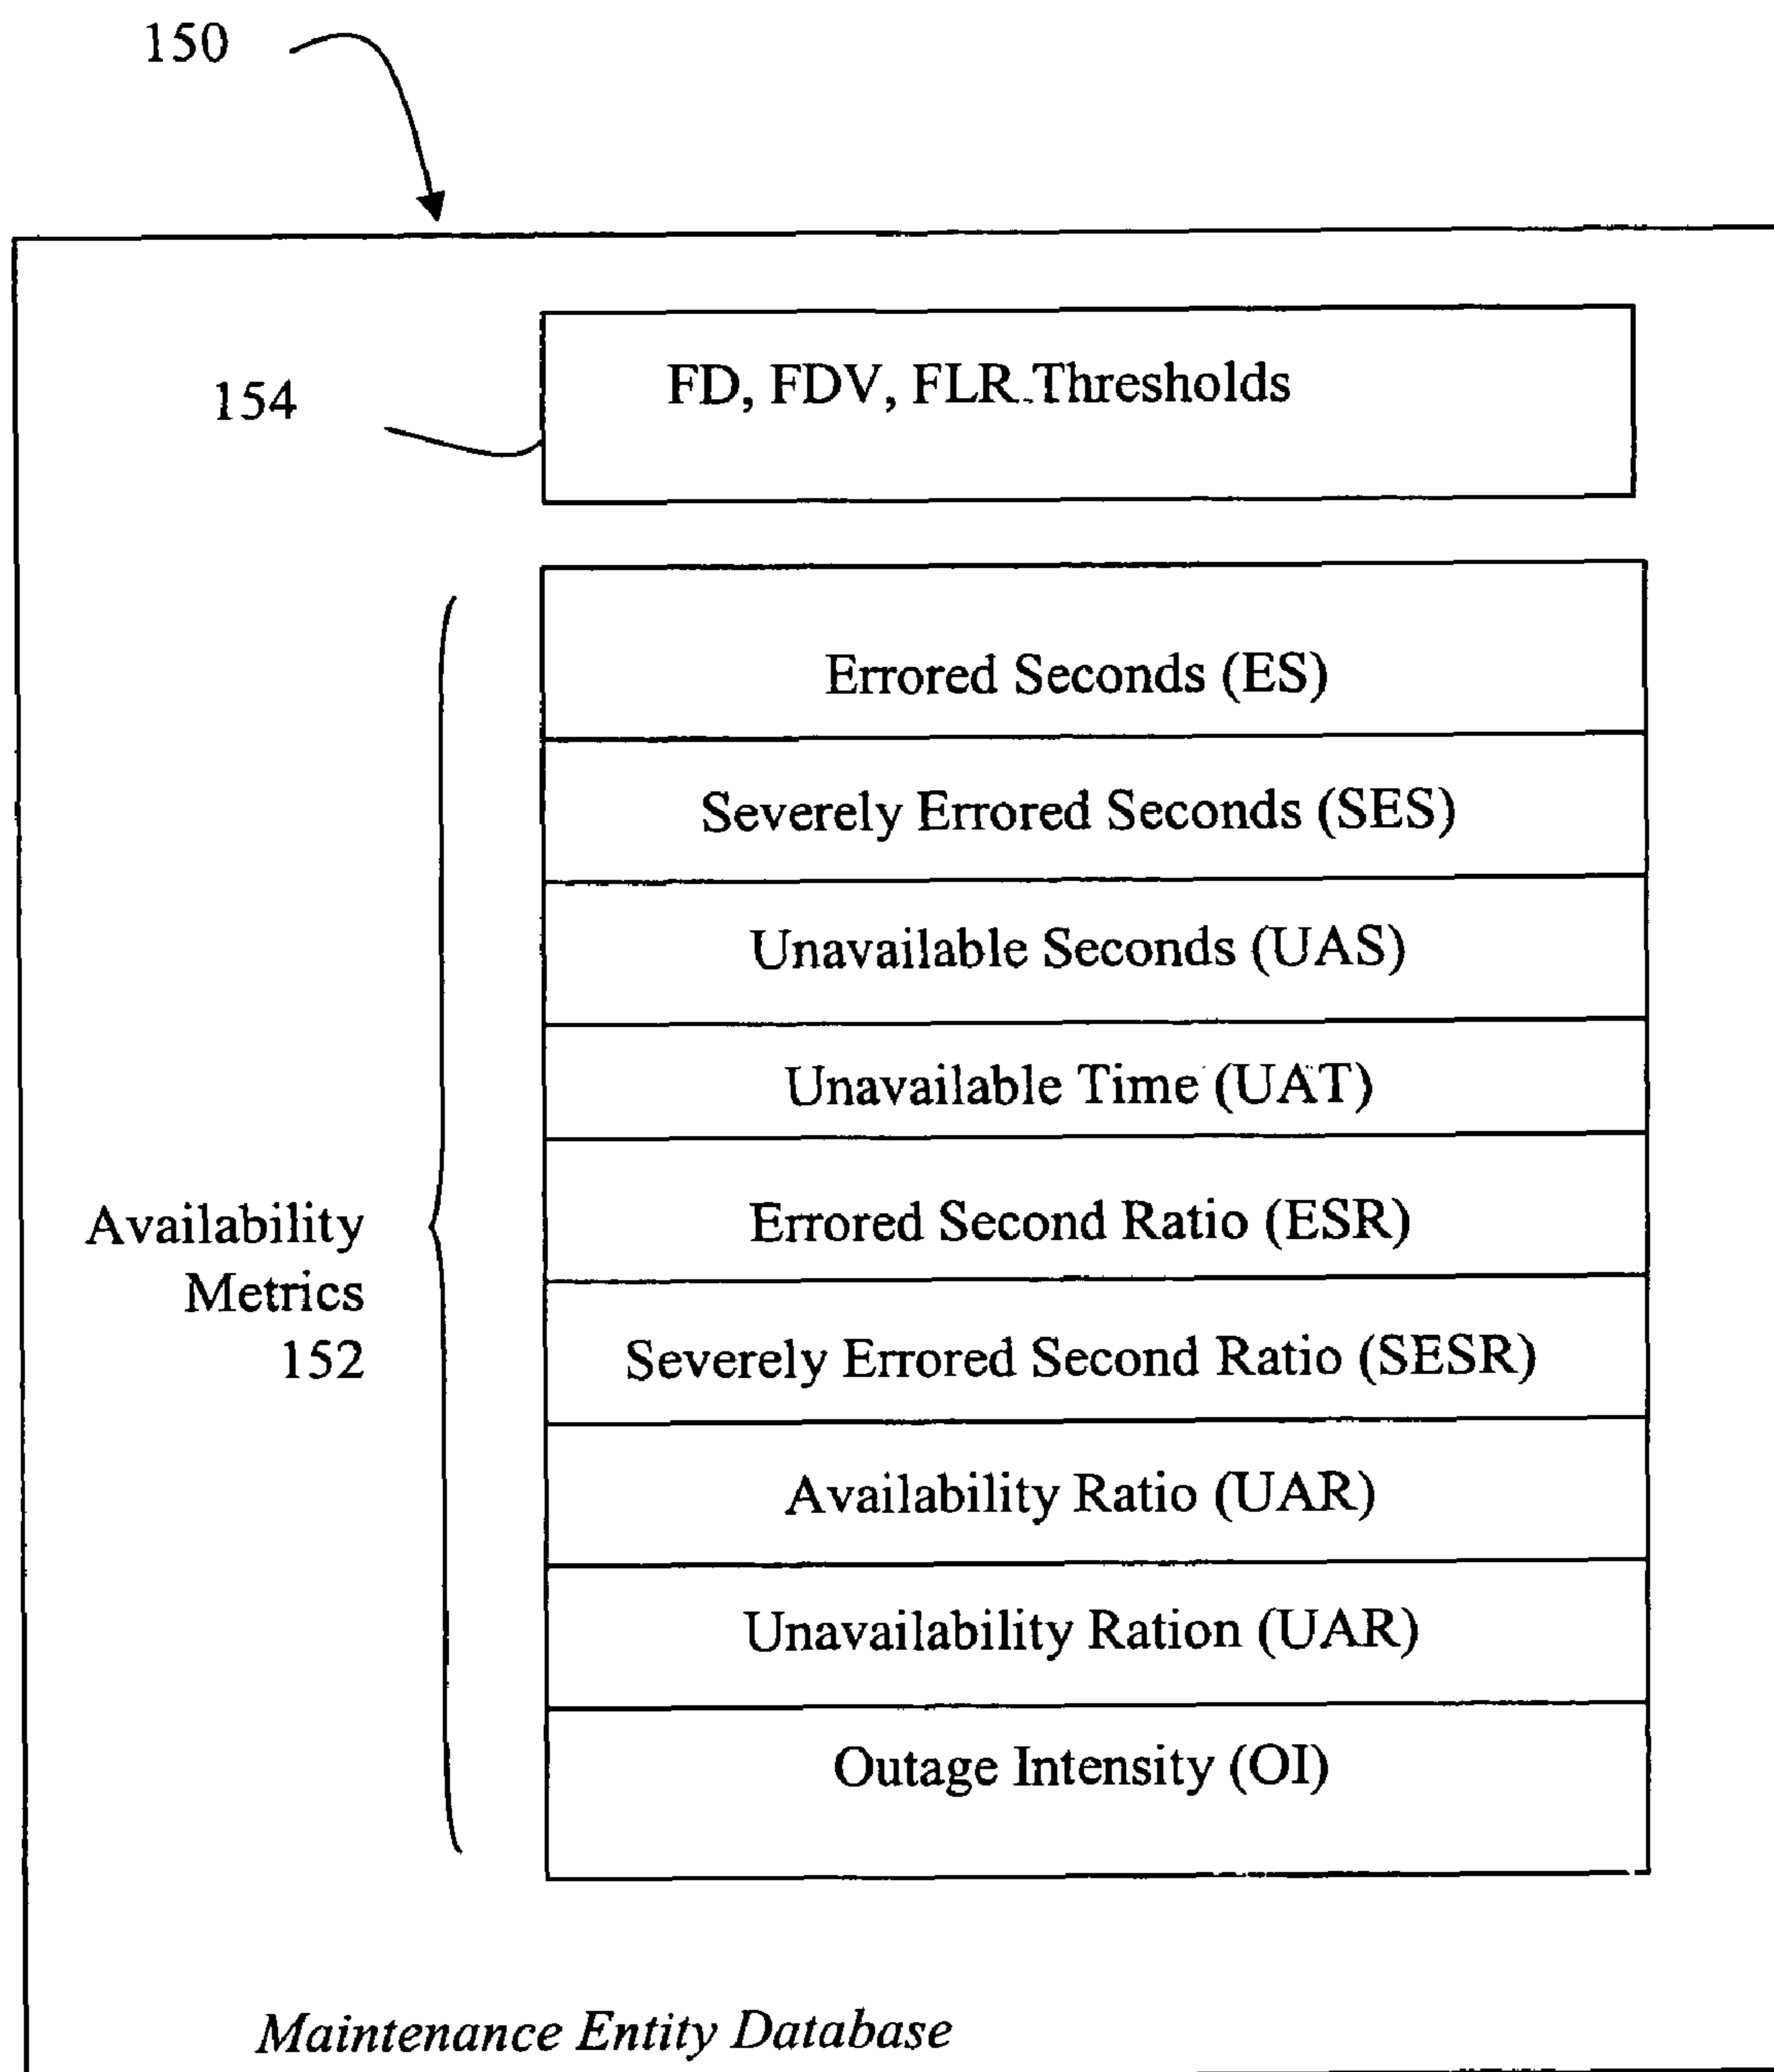 150
154
FD, FDV, FLR Thresholds
Errored Seconds (ES)
Severely Errored Seconds (SES)
Unavailable Seconds (UAS)
Unavailable Time (UAT)
Errored Second Ratio (ESR)
Severely Errored Second Ratio (SESR)
Availability Ratio (UAR)
Unavailability Ration (UAR)
Outage Intensity (OI)
Availability
Metrics
152
Maintenance Entity Database